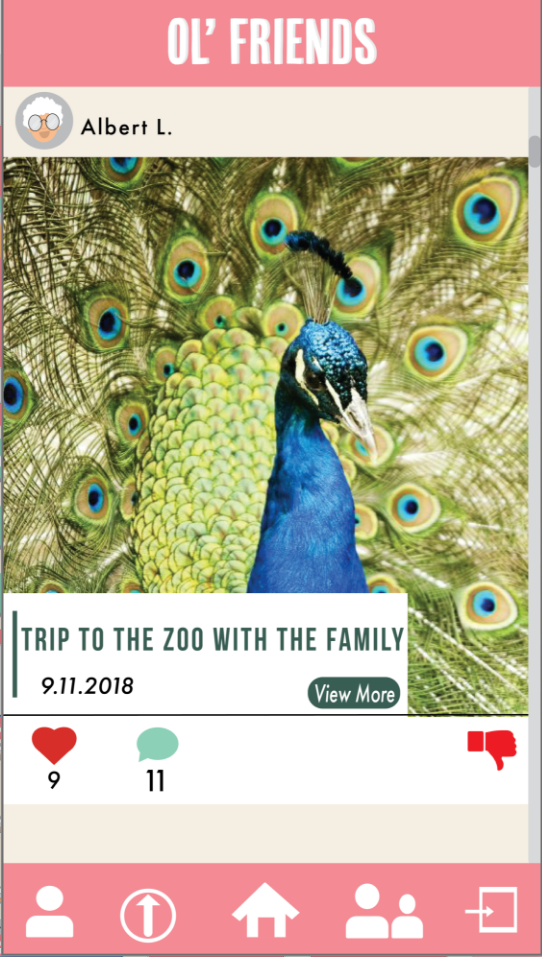 OL' FRIENDS
Albert L.
TRIP TO THE ZOO WITH THE FAMILY
9.11.2018
View More
9
11